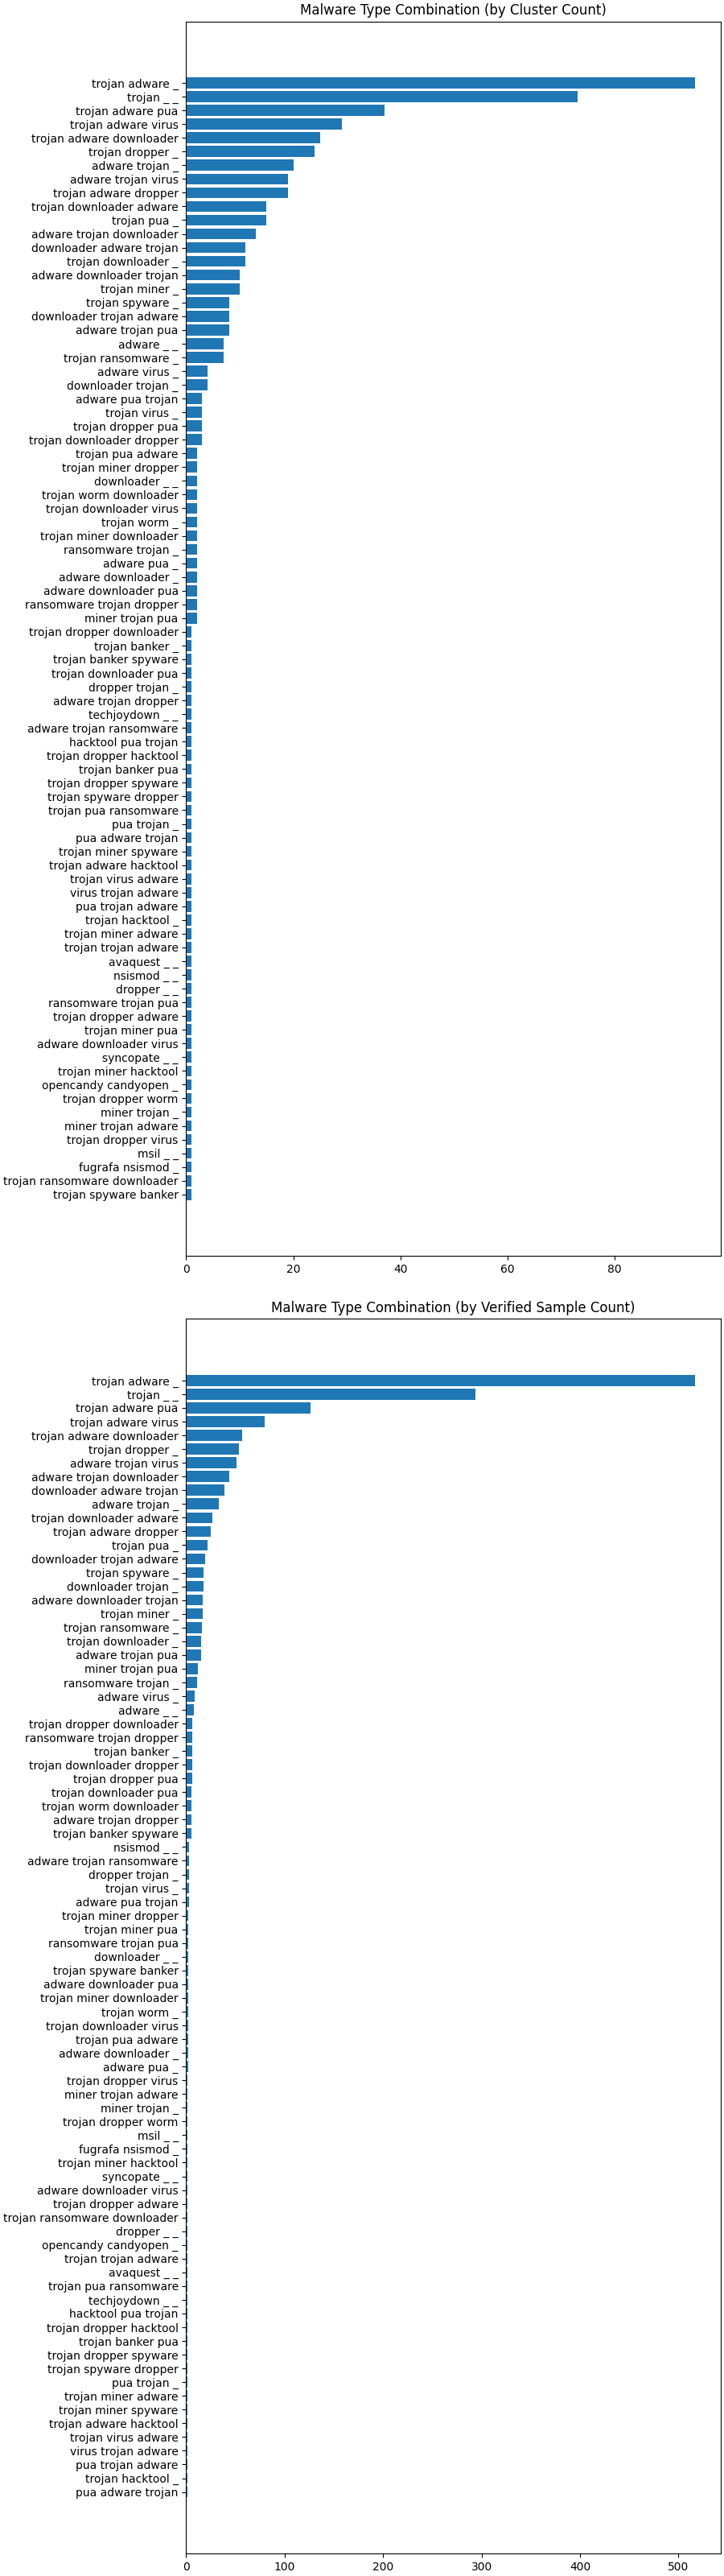 Malware Type Combination (by Cluster Count)
trojan adware _
trojan _ _
trojan adware pua
trojan adware virus
trojan adware downloader
trojan dropper _
adware trojan _
adware trojan virus
trojan adware dropper
trojan downloader adware
trojan pua _
adware trojan downloader
downloader adware trojan
trojan downloader _
adware downloader trojan
trojan miner _
trojan spyware _
downloader trojan adware
adware trojan pua
adware _ _
trojan ransomware _
adware virus _
downloader trojan _
adware pua trojan
trojan virus _
trojan dropper pua
trojan downloader dropper
trojan pua adware
trojan miner dropper
downloader _ _
trojan worm downloader
trojan downloader virus
trojan worm _
trojan miner downloader
ransomware trojan _
adware pua _
adware downloader _
adware downloader pua
ransomware trojan dropper
miner trojan pua
trojan dropper downloader
trojan banker _
trojan banker spyware
trojan downloader pua
dropper trojan _
adware trojan dropper
techjoydown _ _
adware trojan ransomware
hacktool pua trojan
trojan dropper hacktool
trojan banker pua
trojan dropper spyware
trojan spyware dropper
trojan pua ransomware
pua trojan _
pua adware trojan
trojan miner spyware
trojan adware hacktool
trojan virus adware
virus trojan adware
pua trojan adware
trojan hacktool _
trojan miner adware
trojan trojan adware
avaquest _ _
nsismod _ _
dropper _ _
ransomware trojan pua
trojan dropper adware
trojan miner pua
adware downloader virus
syncopate _ _
trojan miner hacktool
opencandy candyopen _
trojan dropper worm
miner trojan _
miner trojan adware
trojan dropper virus
msil _ _
fugrafa nsismod _
trojan ransomware downloader
trojan spyware banker
0 20 40 60 80
Malware Type Combination (by Verified Sample Count)
trojan adware _
trojan _ _
trojan adware pua
trojan adware virus
trojan adware downloader
trojan dropper _
adware trojan virus
adware trojan downloader
downloader adware trojan
adware trojan _
trojan downloader adware
trojan adware dropper
trojan pua _
downloader trojan adware
trojan spyware _
downloader trojan _
adware downloader trojan
trojan miner _
trojan ransomware _
trojan downloader _
adware trojan pua
miner trojan pua
ransomware trojan _
adware virus _
adware _ _
trojan dropper downloader
ransomware trojan dropper
trojan banker _
trojan downloader dropper
trojan dropper pua
trojan downloader pua
trojan worm downloader
adware trojan dropper
trojan banker spyware
nsismod _ _
adware trojan ransomware
dropper trojan _
trojan virus _
adware pua trojan
trojan miner dropper
trojan miner pua
ransomware trojan pua
downloader _ _
trojan spyware banker
adware downloader pua
trojan miner downloader
trojan worm _
trojan downloader virus
trojan pua adware
adware downloader _
adware pua _
trojan dropper virus
miner trojan adware
miner trojan _
trojan dropper worm
msil _ _
fugrafa nsismod _
trojan miner hacktool
syncopate _ _
adware downloader virus
trojan dropper adware
trojan ransomware downloader
dropper _ _
opencandy candyopen _
trojan trojan adware
avaquest _ _
trojan pua ransomware
techjoydown _ _
hacktool pua trojan
trojan dropper hacktool
trojan banker pua
trojan dropper spyware
trojan spyware dropper
pua trojan _
trojan miner adware
trojan miner spyware
trojan adware hacktool
trojan virus adware
virus trojan adware
pua trojan adware
trojan hacktool _
pua adware trojan
0 100 200 300 400 500